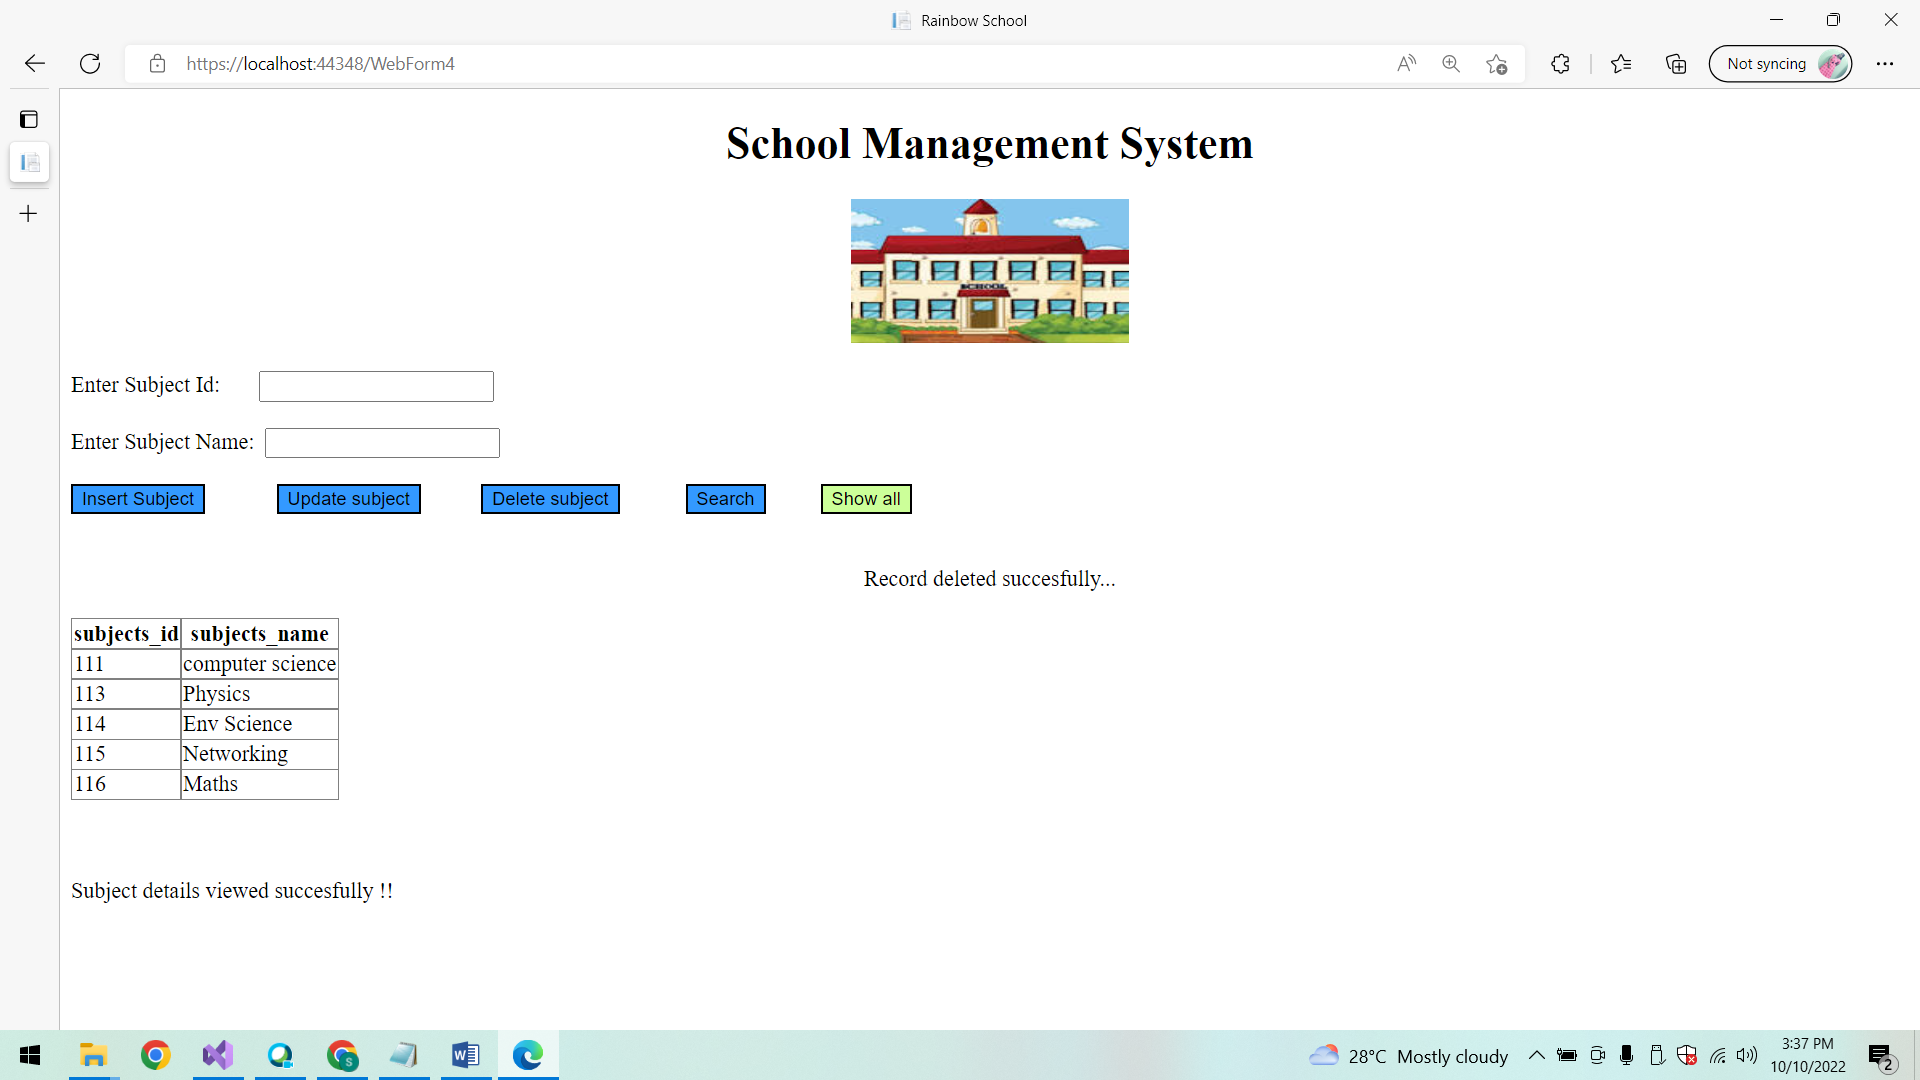 Rainbow School
https://localhost:44348/WebForm4
Not syncing
School Management System
SCHOOL
Enter Subject Id:
Enter Subject Name:
Insert Subject Update subject Delete subject Search Show all
Record deleted succesfully...
subjects_id subjects_name
111 computer science
113 Physics
114 Env Science
115 Networking
116 Maths
Subject details viewed succesfully !!
28°C Mostly cloudy
3:37 PM
10/10/2022
2